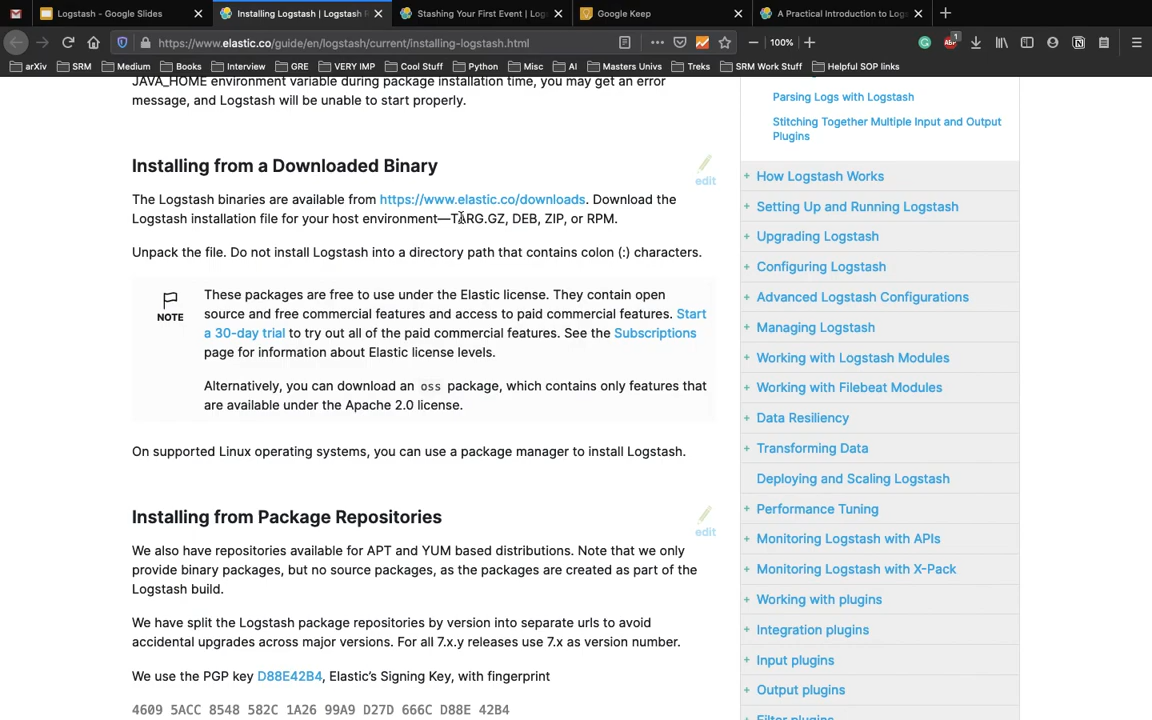 Logstash - Google Slides
Installing Logstash | Logstash R
Stashing Your First Event | Log
Google Keep
A Practical Introduction to Log
https://www.elastic.co/guide/en/logstash/current/installing-logstash.html
100%
1
arXiv
SRM
Medium
Books
Interview
GRE
VERY IMP
Cool Stuff
Python
Misc
AI
Masters Univs
Treks
SRM Work Stuff
Helpful SOP links
JAVA_HOME environment variable during package installation time, you may get an error
message, and Logstash will be unable to start properly.
Installing from a Downloaded Binary
edit
The Logstash binaries are available from https://www.elastic.co/downloads. Download the
Logstash installation file for your host environment—TARG.GZ, DEB, ZIP, or RPM.
Unpack the file. Do not install Logstash into a directory path that contains colon (:) characters.
NOTE
These packages are free to use under the Elastic license. They contain open
source and free commercial features and access to paid commercial features. Start
a 30-day trial to try out all of the paid commercial features. See the Subscriptions
page for information about Elastic license levels.
Alternatively, you can download an oss package, which contains only features that
are available under the Apache 2.0 license.
On supported Linux operating systems, you can use a package manager to install Logstash.
Installing from Package Repositories
edit
We also have repositories available for APT and YUM based distributions. Note that we only
provide binary packages, but no source packages, as the packages are created as part of the
Logstash build.
We have split the Logstash package repositories by version into separate urls to avoid
accidental upgrades across major versions. For all 7.x.y releases use 7.x as version number.
We use the PGP key D88E42B4, Elastic's Signing Key, with fingerprint
4609 5ACC 8548 582C 1A26 99A9 D27D 666C D88E 42B4
Parsing Logs with Logstash
Stitching Together Multiple Input and Output
Plugins
+ How Logstash Works
+ Setting Up and Running Logstash
+ Upgrading Logstash
+ Configuring Logstash
+ Advanced Logstash Configurations
+ Managing Logstash
+ Working with Logstash Modules
+ Working with Filebeat Modules
+ Data Resiliency
+ Transforming Data
Deploying and Scaling Logstash
+ Performance Tuning
+ Monitoring Logstash with APIs
+ Monitoring Logstash with X-Pack
+ Working with plugins
+ Integration plugins
+ Input plugins
+ Output plugins
+ Filter plugins